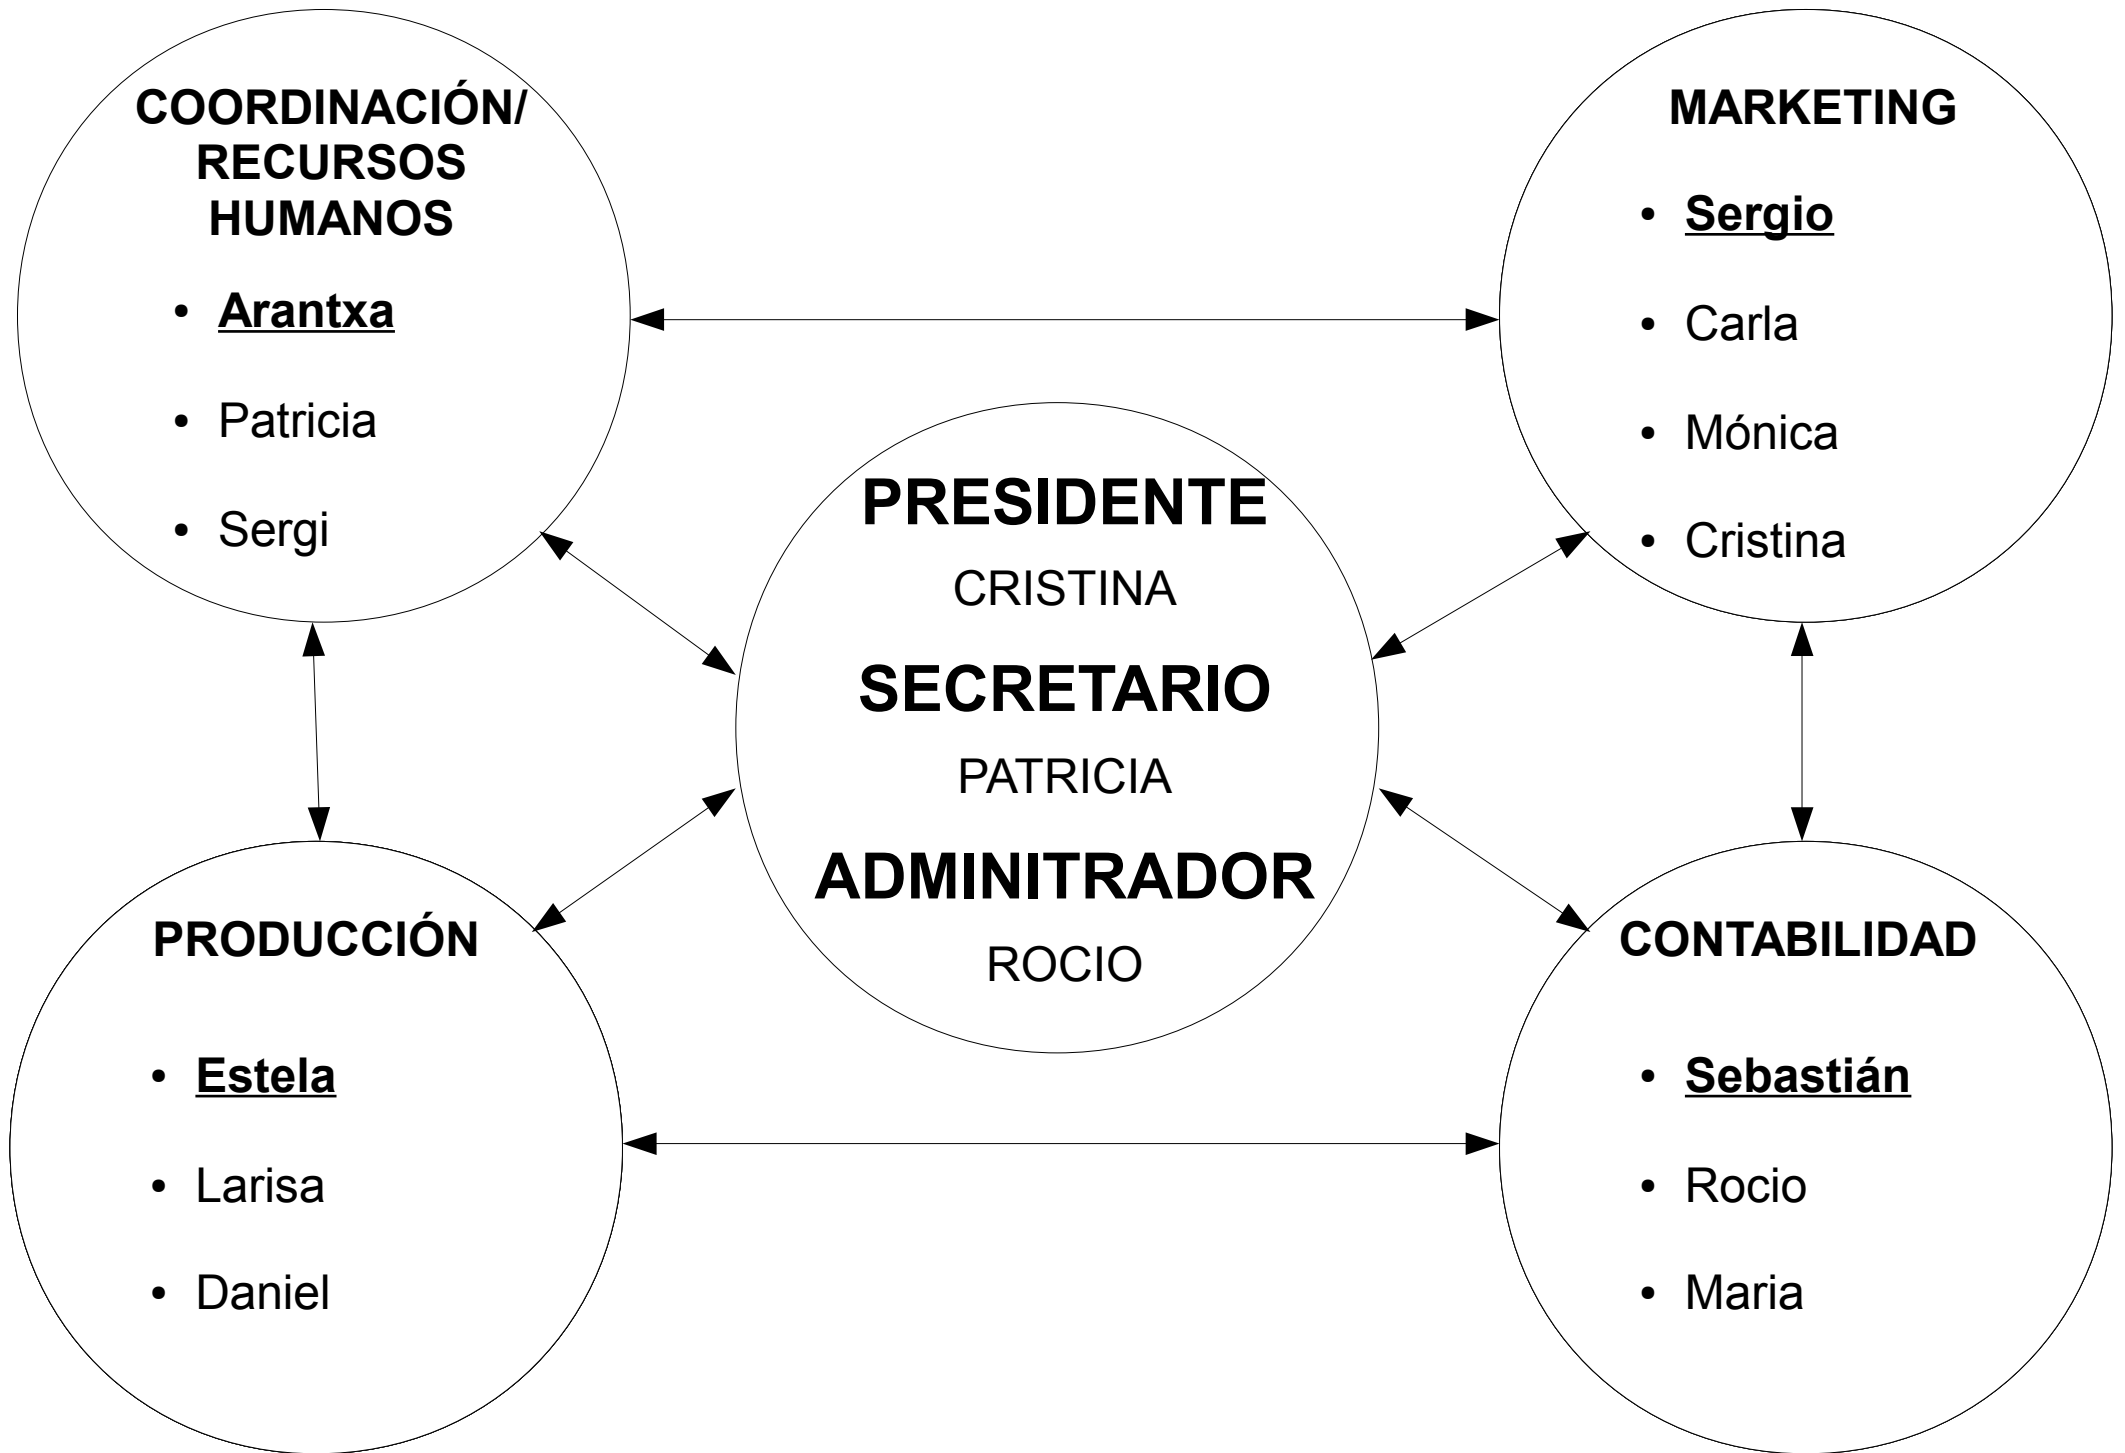 COORDINACIÓN/
RECURSOS
HUMANOS
• Arantxa
• Patricia
• Sergi
MARKETING
• Sergio
• Carla
• Mónica
• Cristina
PRESIDENTE
CRISTINA
SECRETARIO
PATRICIA
ADMINITRADOR
ROCIO
PRODUCCIÓN
• Estela
• Larisa
• Daniel
CONTABILIDAD
• Sebastián
• Rocio
• Maria